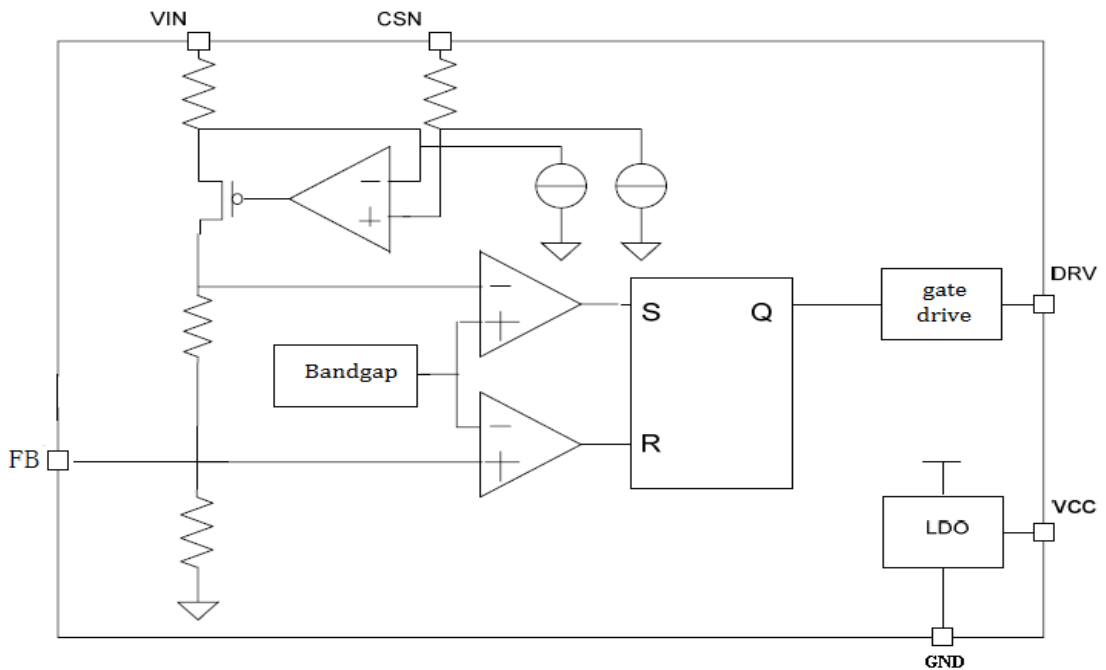 VIN
CSN
−
+
−
+
S
Q
gate
drive
DRV
Bandgap
−
+
R
FB
LDO
VCC
GND